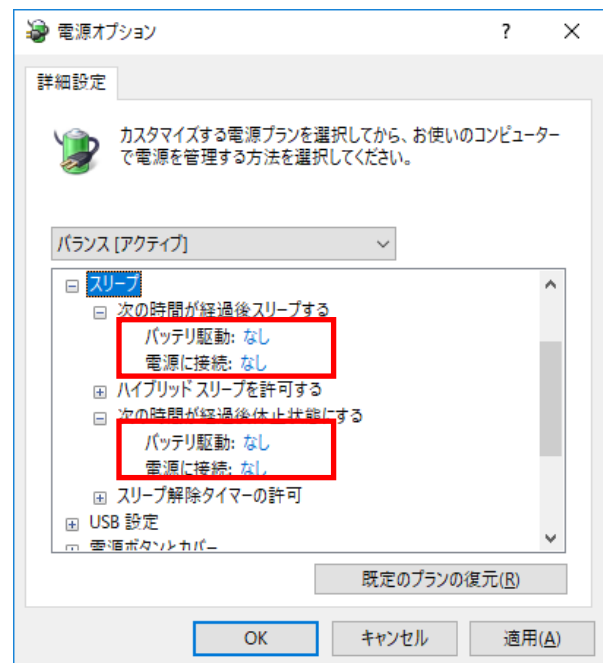 電源オプション
?
×
詳細設定
カスタマイズする電源プランを選択してから、お使いのコンピューター
で電源を管理する方法を選択してください。
バランス [アクティブ]
スリープ
次の時間が経過後スリープする
バッテリ駆動: なし
電源に接続: なし
ハイブリッド スリープを許可する
次の時間が経過後休止状態にする
バッテリ駆動: なし
電源に接続: なし
スリープ解除タイマーの許可
USB 設定
電源ボタンとカバー
既定のプランの復元(R)
OK
キャンセル
適用(A)